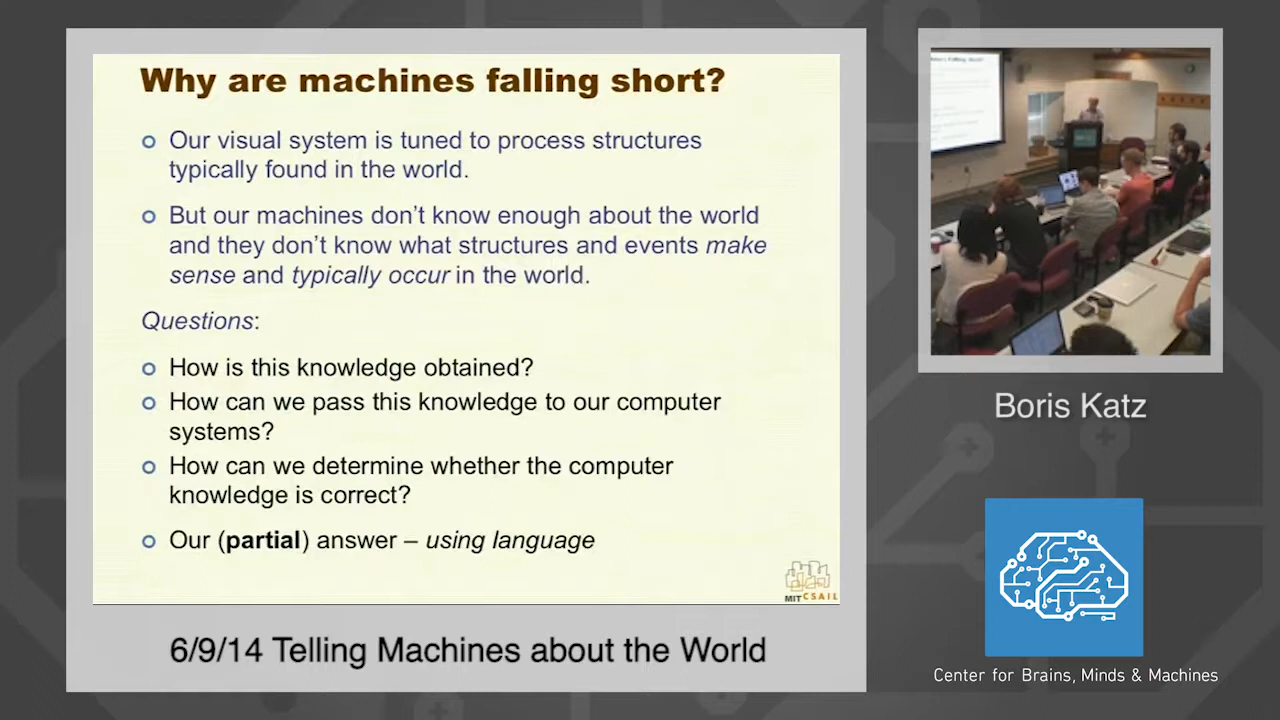 Why are machines falling short?
Our visual system is tuned to process structures
typically found in the world.
But our machines don't know enough about the world
and they don't know what structures and events make
sense and typically occur in the world.
Questions:
How is this knowledge obtained?
How can we pass this knowledge to our computer
systems?
How can we determine whether the computer
knowledge is correct?
Our (partial) answer – using language
MIT CSAIL
6/9/14 Telling Machines about the World
Boris Katz
Center for Brains, Minds & Machines